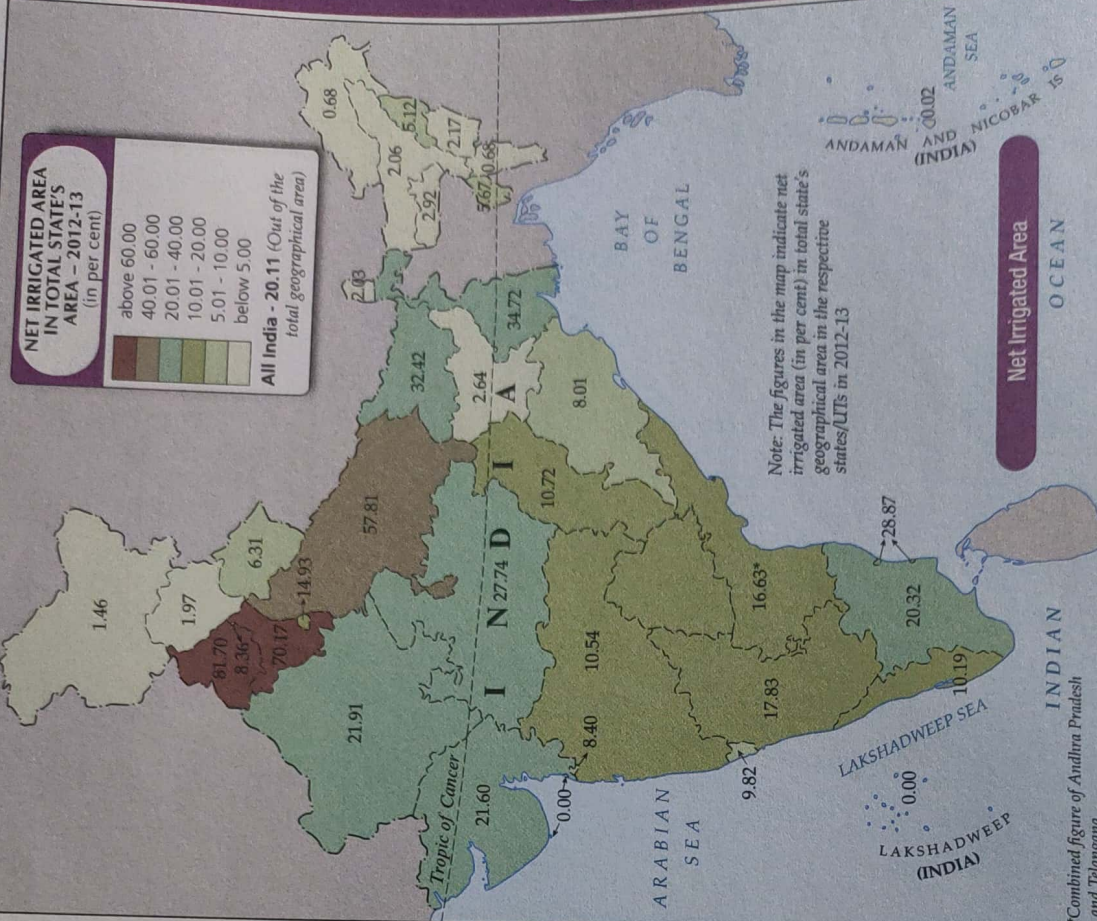 NET IRRIGATED AREA
IN TOTAL STATE'S
AREA – 2012-13
(in per cent)
above 60.00
40.01 - 60.00
20.01 - 40.00
10.01 - 20.00
5.01 - 10.00
below 5.00
All India - 20.11 (Out of the
total geographical area)
1.46
1.97
6.31
81.70
8.36
70.17
14.93
57.81
21.91
32.42
0.68
2.06
5.12
2.92
2.17
0.68
5.67
Tropic of Cancer
21.60
I N D I A
27.74
2.64
34.72
10.72
8.01
0.00
8.40
10.54
16.63*
17.83
9.82
28.87
20.32
10.19
ARABIAN
SEA
BAY
OF
BENGAL
Note: The figures in the map indicate net
irrigated area (in per cent) in total state's
geographical area in the respective
states/UTs in 2012-13
ANDAMAN
AND
NICOBAR
IS
(INDIA)
0.02
ANDAMAN
SEA
LAKSHADWEEP SEA
0.00
LAKSHADWEEP
(INDIA)
INDIAN
OCEAN
Net Irrigated Area
Combined figure of Andhra Pradesh
and Telangana